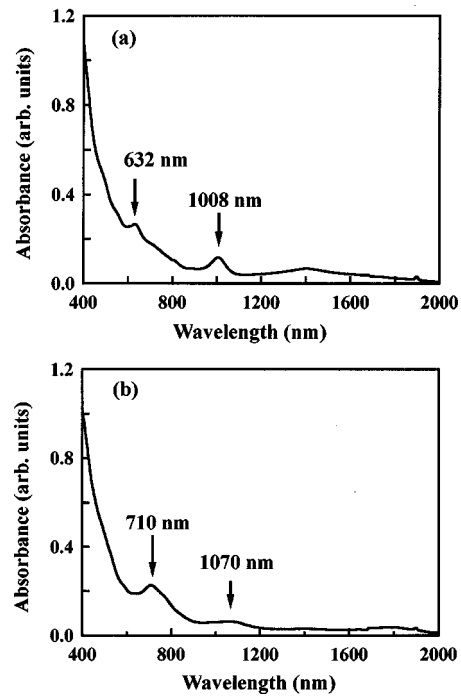 (a)
1.2
0.8
0.4
0.0
Absorbance (arb. units)
632 nm
1008 nm
400 800 1200 1600 2000
Wavelength (nm)
(b)
1.2
0.8
0.4
0.0
Absorbance (arb. units)
710 nm
1070 nm
400 800 1200 1600 2000
Wavelength (nm)